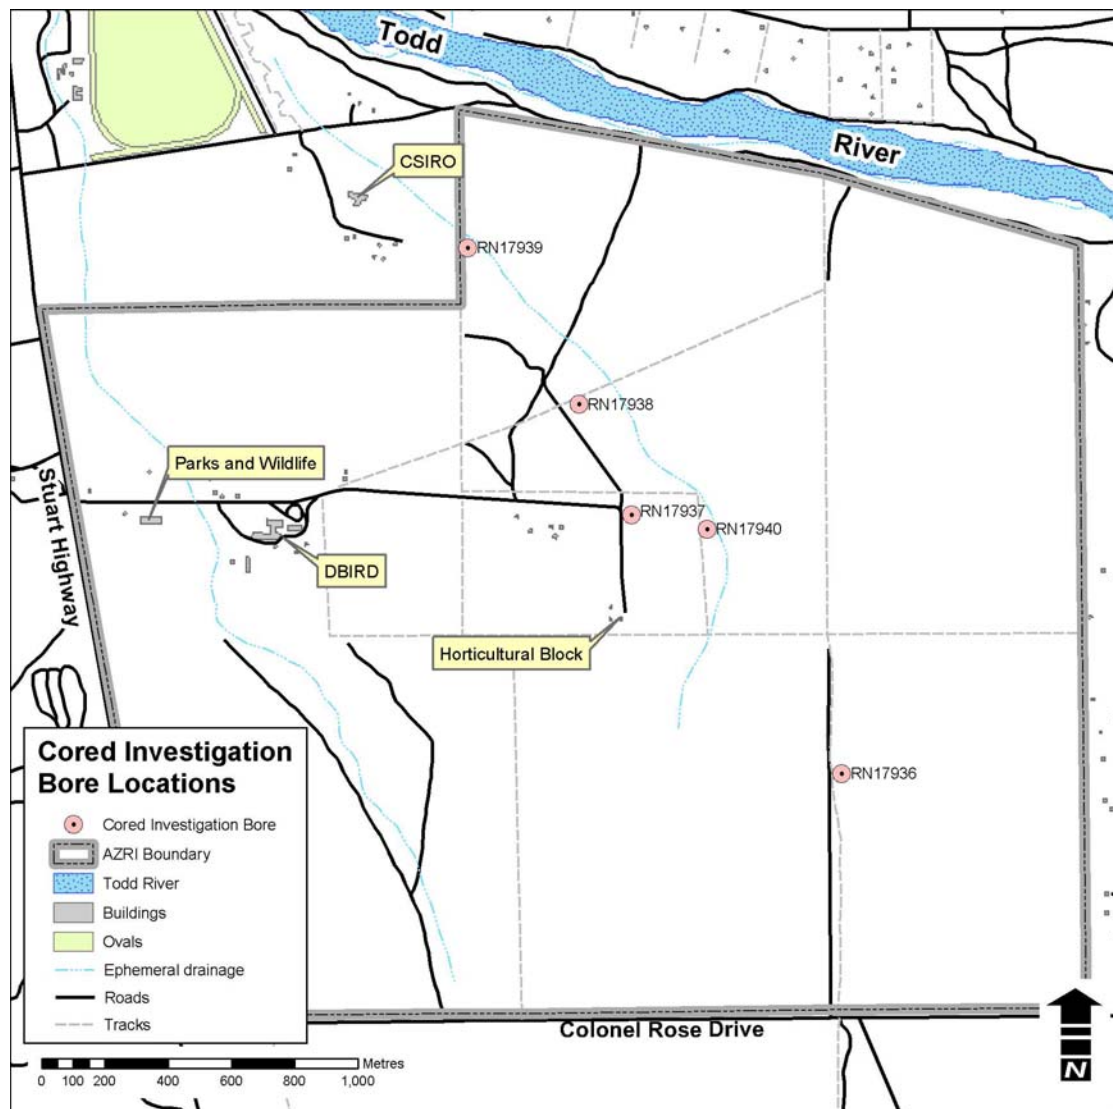 Todd
River
CSIRO
RN17939
RN17938
Parks and Wildlife
Stuart Highway
RN17937
RN17940
DBIRD
Horticultural Block
RN17936
Cored Investigation
Bore Locations
Cored Investigation Bore
AZRI Boundary
Todd River
Buildings
Ovals
Ephemeral drainage
Roads
Tracks
Colonel Rose Drive
Metres
0 100 200 400 600 800 1,000
N